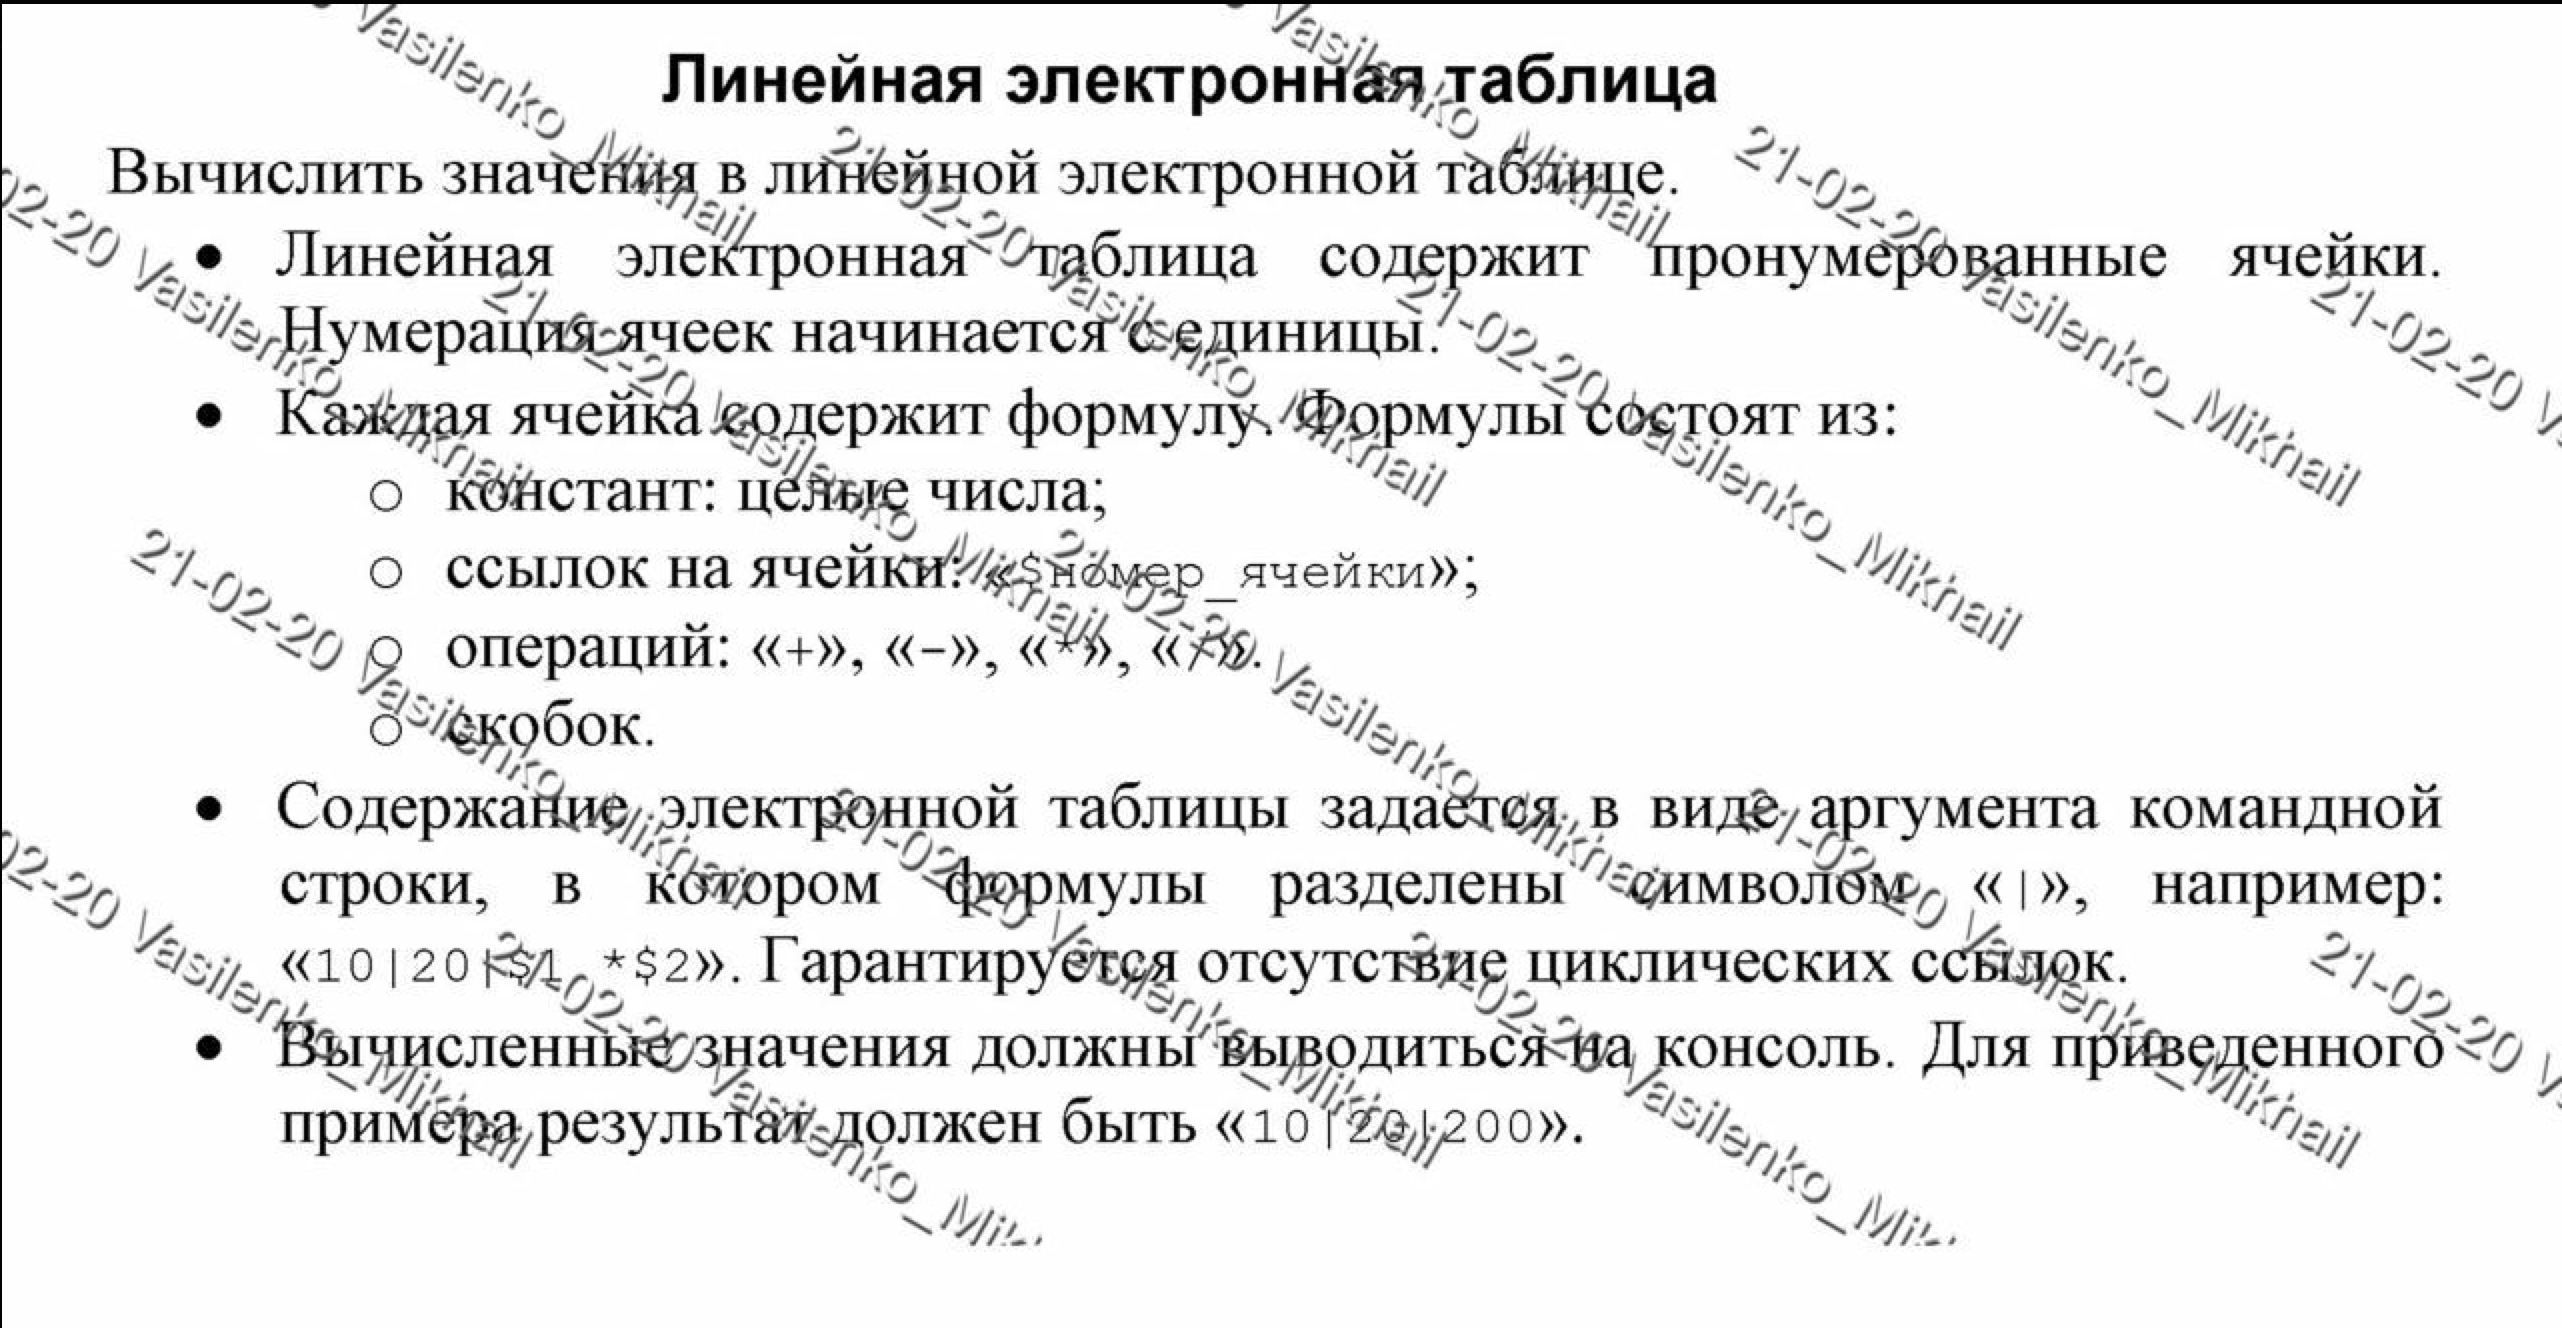 Линейная электронная таблица
Вычислить значения в линейной электронной таблице.
● Линейная электронная таблица содержит пронумерованные ячейки.
Нумерация ячеек начинается с единицы.
● Каждая ячейка содержит формулу. Формулы состоят из:
○ констант: целые числа;
○ ссылок на ячейки: «$номер_ячейки»;
○ операций: «+», «-», «*», «/».
○ скобок.
● Содержание электронной таблицы задаётся в виде аргумента командной
строки, в котором формулы разделены символом «|», например:
«10|20|$1 *$2». Гарантируется отсутствие циклических ссылок.
● Вычисленные значения должны выводиться на консоль. Для приведенного
примера результат должен быть «10|20|200».
21-02-20 Vasilenko_Mikhail